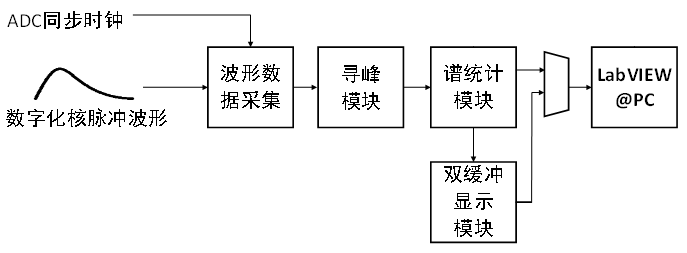 ADC同步时钟
数字化核脉冲波形
波形数
据采集
寻峰
模块
谱统计
模块
双缓冲
显示
模块
LabVIEW
@PC